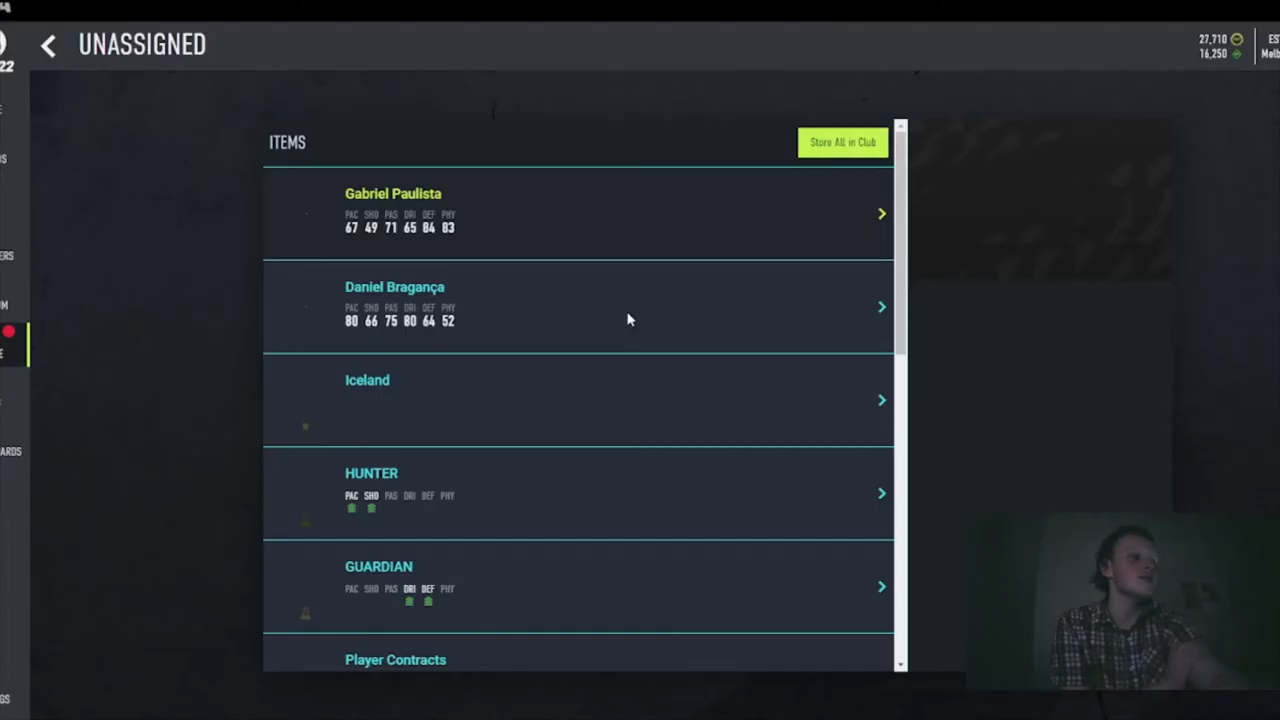 UNASSIGNED
27,710
16,250
22
ITEMS
Store All in Club
Gabriel Paulista
PAC SHO PAS DRI DEF PHY
67 49 71 65 84 83
Daniel Bragança
PAC SHO PAS DRI DEF PHY
80 66 75 80 64 52
Iceland
HUNTER
PAC SHO PAS DRI DEF PHY
GUARDIAN
PAC SHO PAS DRI DEF PHY
Player Contracts